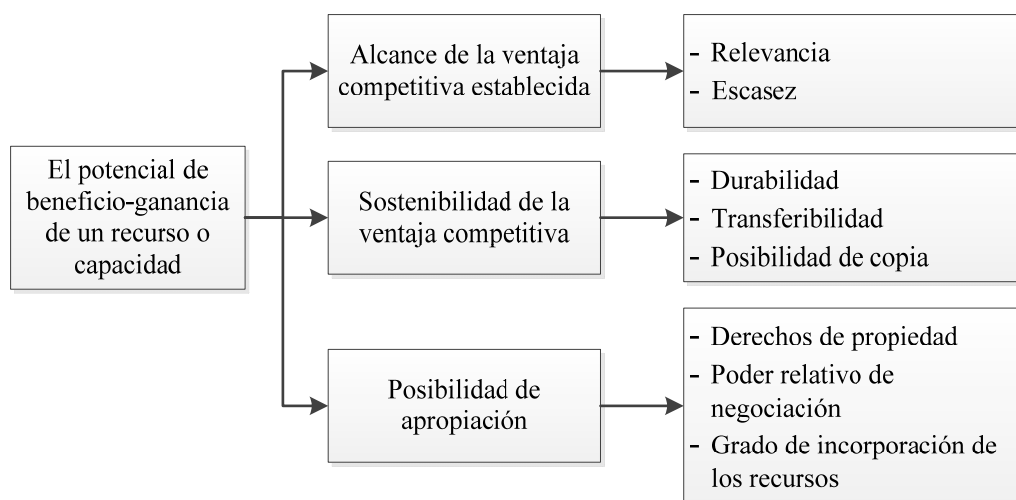 El potencial de
beneficio-ganancia
de un recurso o
capacidad
Alcance de la ventaja
competitiva establecida
- Relevancia
- Escasez
Sostenibilidad de la
ventaja competitiva
- Durabilidad
- Transferibilidad
- Posibilidad de copia
Posibilidad de
apropiación
- Derechos de propiedad
- Poder relativo de
negociación
- Grado de incorporación de
los recursos